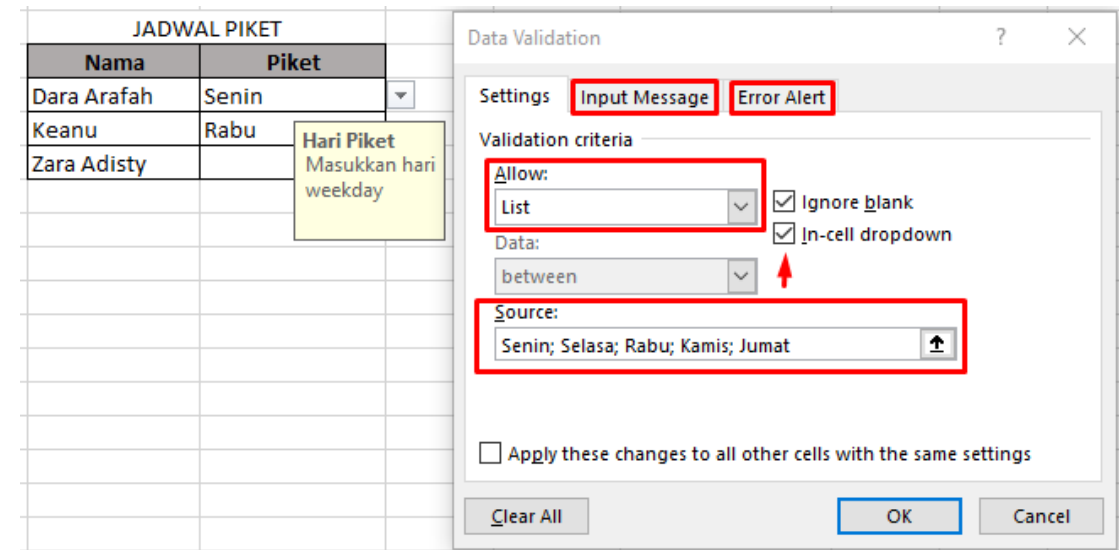 JADWAL PIKET
Nama Piket
Dara Arafah Senin
Keanu Rabu
Zara Adisty
Hari Piket
Masukkan hari
weekday
Data Validation
Settings Input Message Error Alert
Validation criteria
Allow:
List
Ignore blank
In-cell dropdown
Data:
between
Source:
Senin; Selasa; Rabu; Kamis; Jumat
Apply these changes to all other cells with the same settings
Clear All OK Cancel